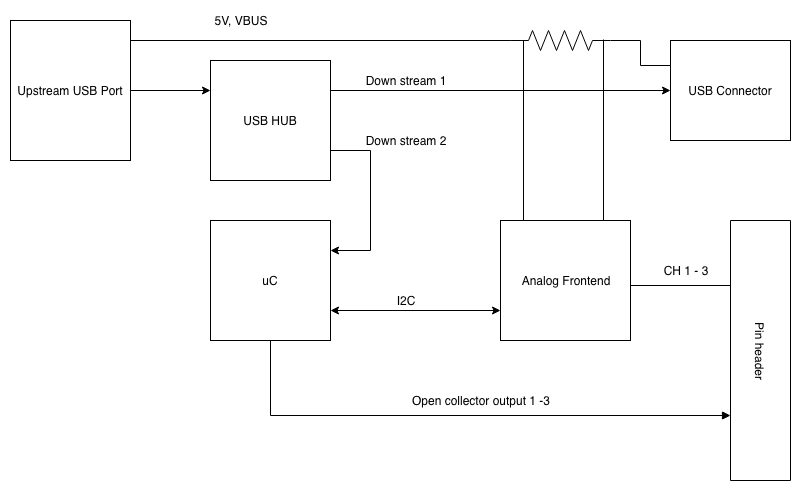 5V, VBUS
Upstream USB Port
USB HUB
Down stream 1
USB Connector
Down stream 2
uC
I2C
Analog Frontend
CH 1 - 3
Pin header
Open collector output 1 -3